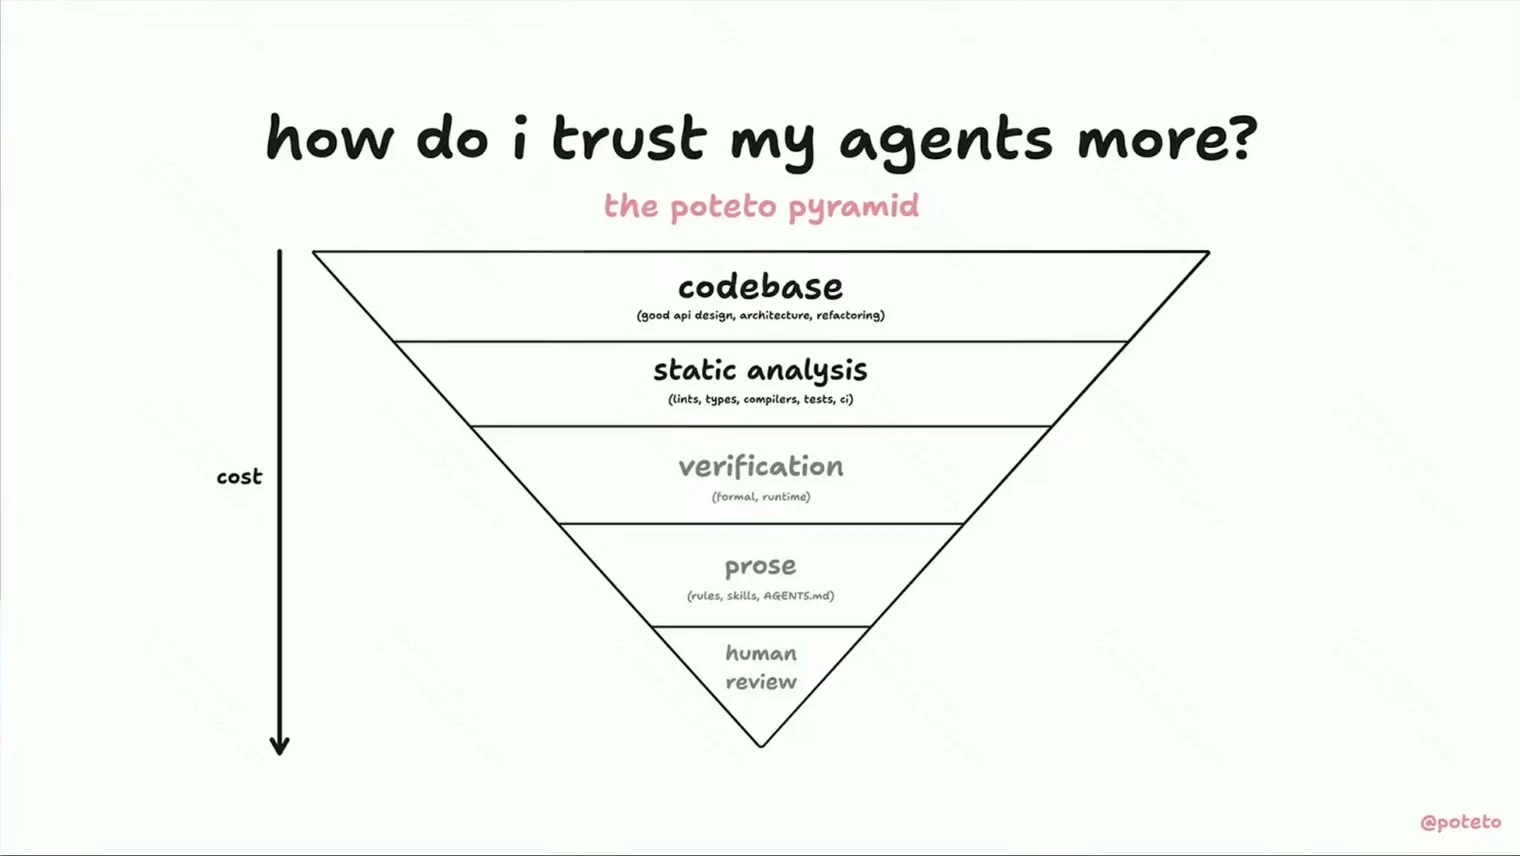 how do i trust my agents more?
the poteto pyramid
codebase
(good api design, architecture, refactoring)
static analysis
(lints, types, compilers, tests, ci)
verification
(formal, runtime)
prose
(rules, skills, AGENTS.md)
human
review
cost
@poteto